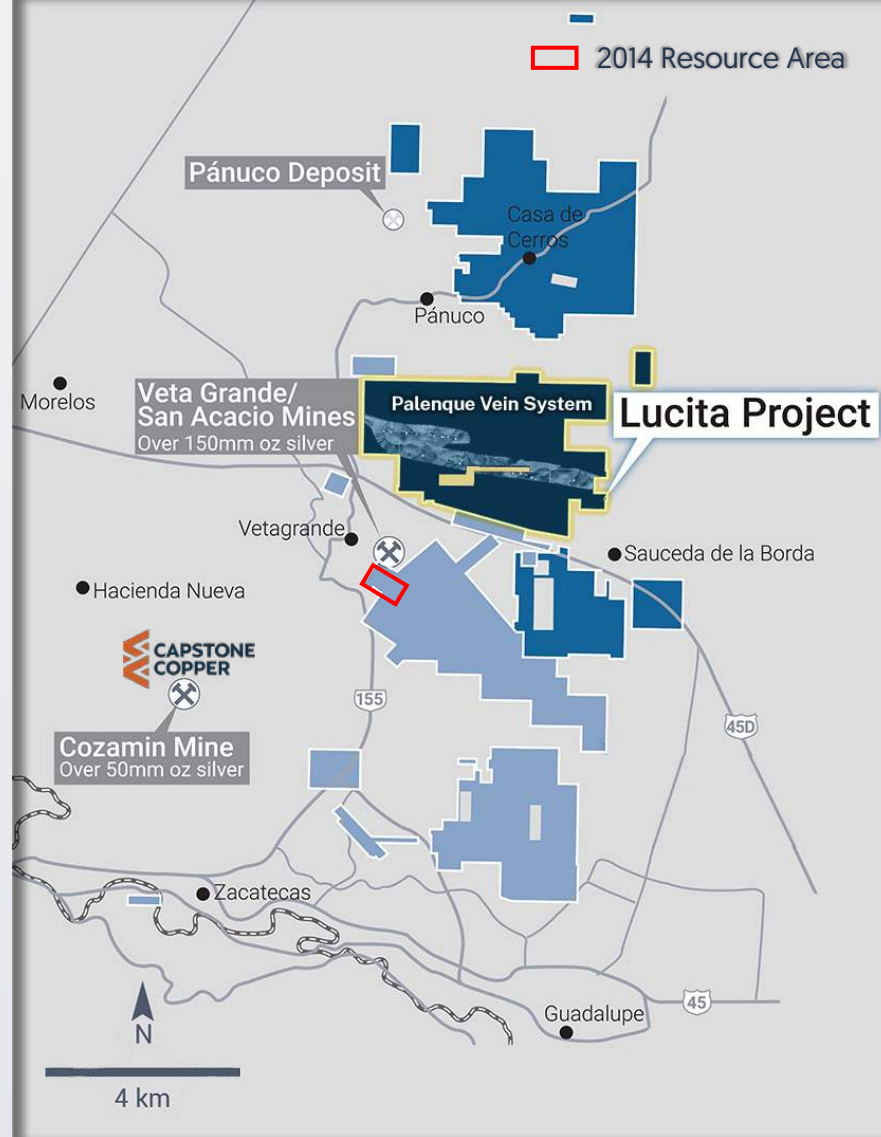 2014 Resource Area
Pánuco Deposit
Casa de
Cerros
Pánuco
Morelos
Veta Grande/
San Acacio Mines
Over 150mm oz silver
Palenque Vein System
Lucita Project
Vetagrande
Sauceda de la Borda
Hacienda Nueva
CAPSTONE
COPPER
155
45D
Cozamin Mine
Over 50mm oz silver
Zacatecas
N
45
Guadalupe
4 km